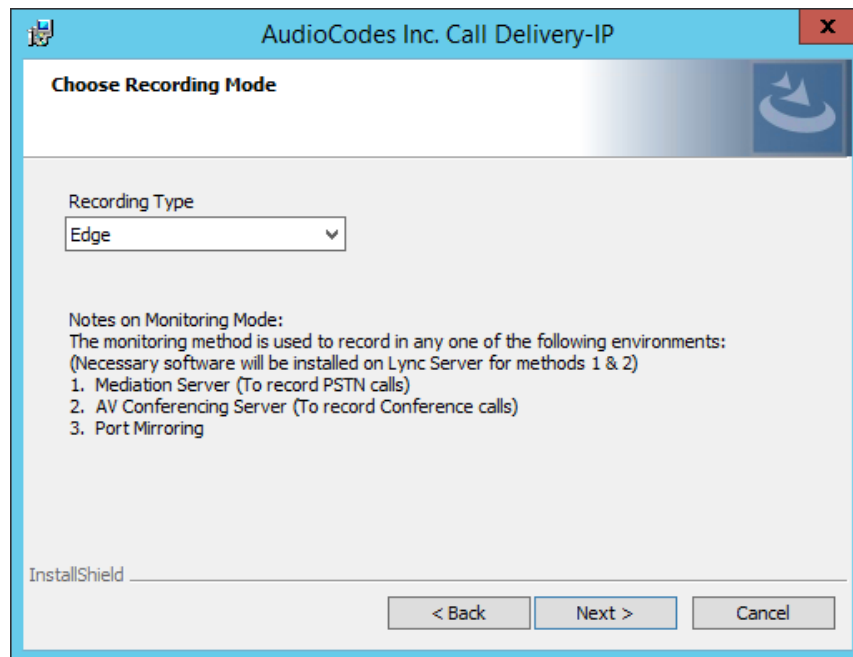 AudioCodes Inc. Call Delivery-IP
x
Choose Recording Mode
Recording Type
Edge
Notes on Monitoring Mode:
The monitoring method is used to record in any one of the following environments:
(Necessary software will be installed on Lync Server for methods 1 & 2)
1. Mediation Server (To record PSTN calls)
2. AV Conferencing Server (To record Conference calls)
3. Port Mirroring
InstallShield
< Back Next > Cancel